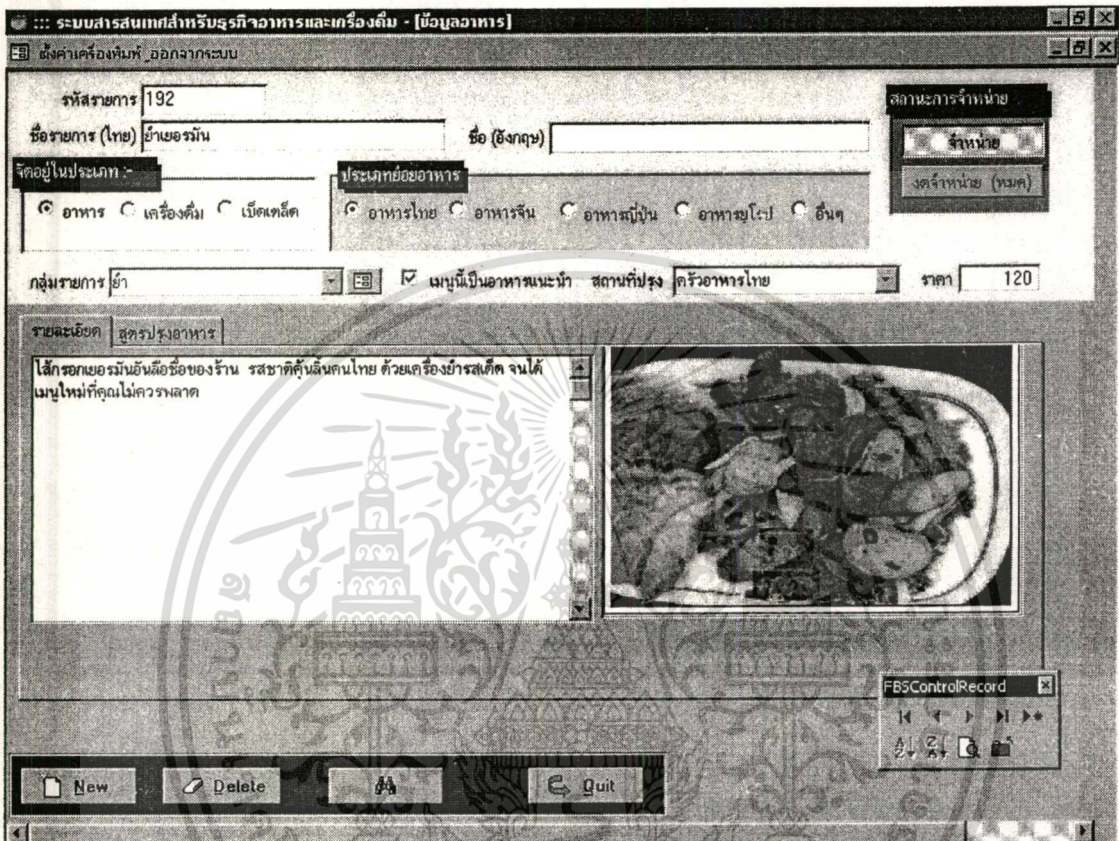 ::: ระบบสารสนเทศสำหรับธุรกิจอาหารและเครื่องดื่ม - [ข้อมูลอาหาร]
ตั้งค่าเครื่องพิมพ์ ออกจากระบบ
รหัสรายการ 192
สถานะการจำหน่าย
ชื่อรายการ (ไทย) ยำเยอรมัน ชื่อ (อังกฤษ)
จำหน่าย
จัดอยู่ในประเภท :- ประเภทย่อยอาหาร
งดจำหน่าย (หมด)
อาหาร เครื่องดื่ม เบ็ดเตล็ด อาหารไทย อาหารจีน อาหารญี่ปุ่น อาหารยุโรป อื่นๆ
กลุ่มรายการ ยำ เมนูนี้เป็นอาหารแนะนำ สถานที่ปรุง ครัวอาหารไทย ราคา 120
รายละเอียด สูตรปรุงอาหาร
ไส้กรอกเยอรมันอันลือชื่อของร้าน รสชาติคุ้นลิ้นคนไทย ด้วยเครื่องยำรสเด็ด จนได้
เมนูใหม่ที่คุณไม่ควรพลาด
FBSControlRecord
New Delete Quit